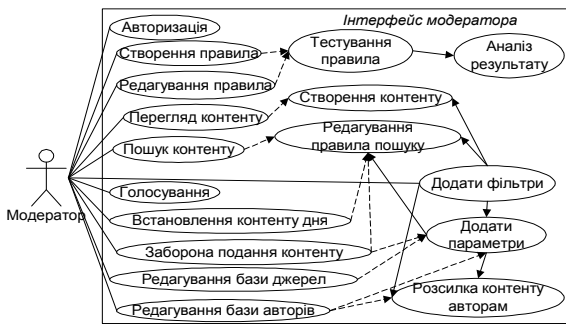 Інтерфейс модератора
Авторизація
Створення правила
Редагування правила
Перегляд контенту
Пошук контенту
Голосування
Встановлення контенту дня
Заборона подання контенту
Редагування бази джерел
Редагування бази авторів
Модератор
Тестування
правила
Аналіз
результату
Створення контенту
Редагування
правила пошуку
Додати фільтри
Додати
параметри
Розсилка контенту
авторам